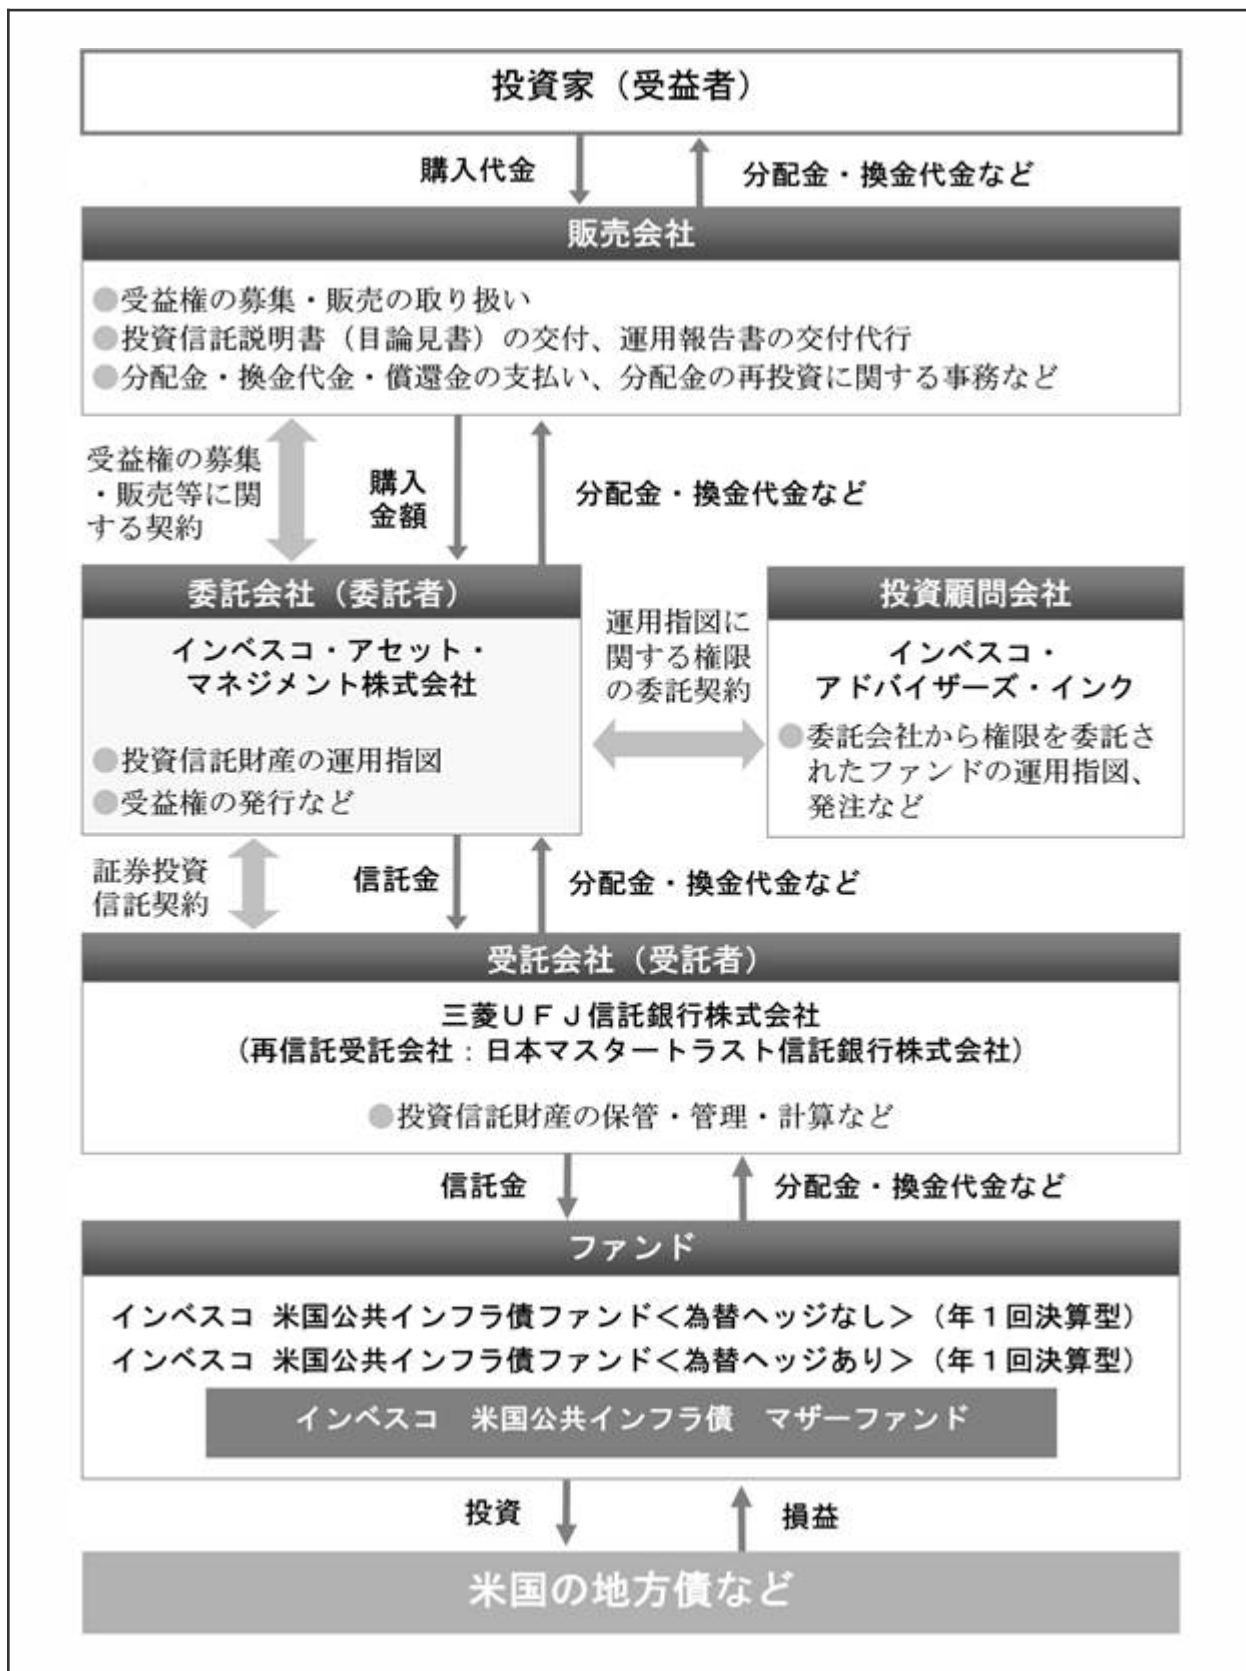 投資家（受益者）
購入代金
分配金・換金代金など
販売会社
●受益権の募集・販売の取り扱い
●投資信託説明書（目論見書）の交付、運用報告書の交付代行
●分配金・換金代金・償還金の支払い、分配金の再投資に関する事務など
受益権の募集
・販売等に関
する契約
購入
金額
分配金・換金代金など
委託会社（委託者）
インベスコ・アセット・
マネジメント株式会社
●投資信託財産の運用指図
●受益権の発行など
運用指図に
関する権限
の委託契約
投資顧問会社
インベスコ・
アドバイザーズ・インク
●委託会社から権限を委託さ
れたファンドの運用指図、
発注など
証券投資
信託契約
信託金
分配金・換金代金など
受託会社（受託者）
三菱ＵＦＪ信託銀行株式会社
（再信託受託会社：日本マスタートラスト信託銀行株式会社）
●投資信託財産の保管・管理・計算など
信託金
分配金・換金代金など
ファンド
インベスコ 米国公共インフラ債ファンド＜為替ヘッジなし＞（年１回決算型）
インベスコ 米国公共インフラ債ファンド＜為替ヘッジあり＞（年１回決算型）
インベスコ　米国公共インフラ債　マザーファンド
投資
損益
米国の地方債など